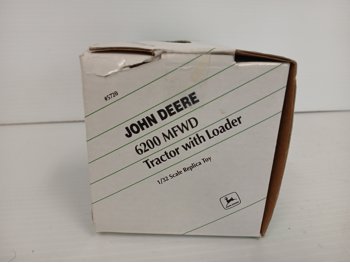 #5720
JOHN DEERE
6200 MFWD
Tractor with Loader
1/32 Scale Replica Toy